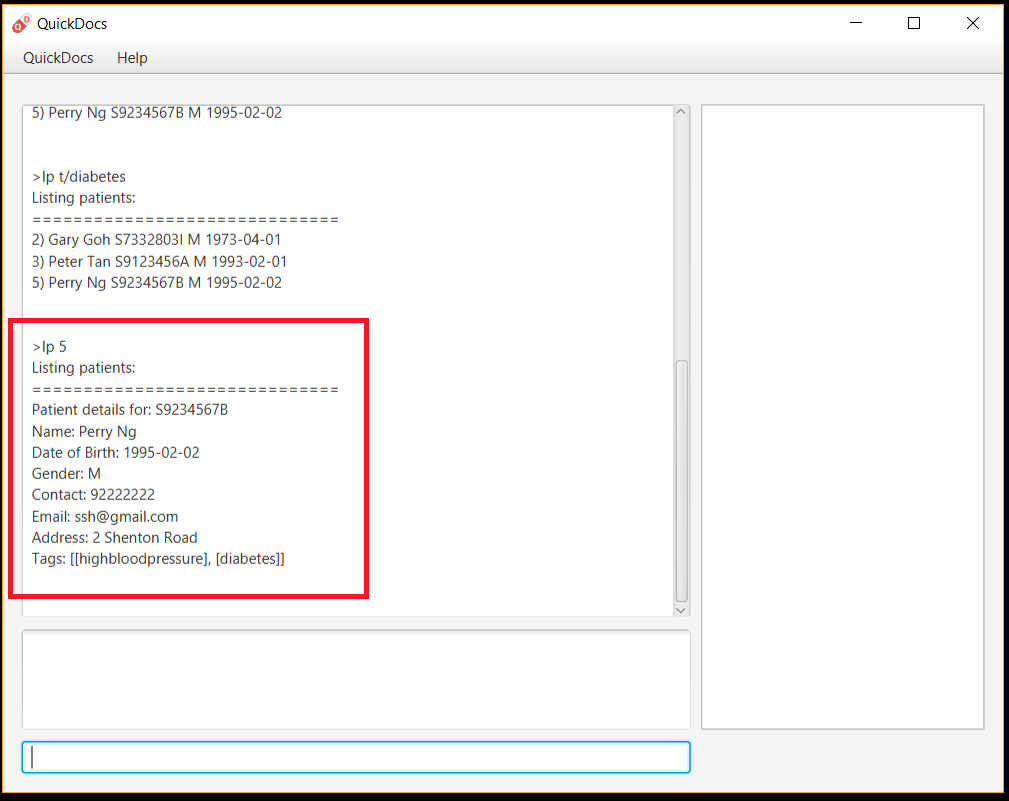 QuickDocs
QuickDocs Help
5) Perry Ng S9234567B M 1995-02-02
>lp t/diabetes
Listing patients:
==============================
2) Gary Goh S7332803I M 1973-04-01
3) Peter Tan S9123456A M 1993-02-01
5) Perry Ng S9234567B M 1995-02-02
>lp 5
Listing patients:
==============================
Patient details for: S9234567B
Name: Perry Ng
Date of Birth: 1995-02-02
Gender: M
Contact: 92222222
Email: ssh@gmail.com
Address: 2 Shenton Road
Tags: [[highbloodpressure], [diabetes]]